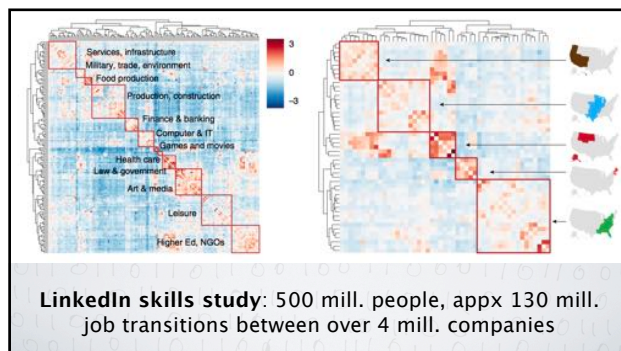 Services, infrastructure
Military, trade, environment
Food production
Production, construction
Finance & banking
Computer & IT
Games and movies
Health care
Law & government
Art & media
Leisure
Higher Ed, NGOs
3
0
−3
LinkedIn skills study: 500 mill. people, appx 130 mill.
job transitions between over 4 mill. companies